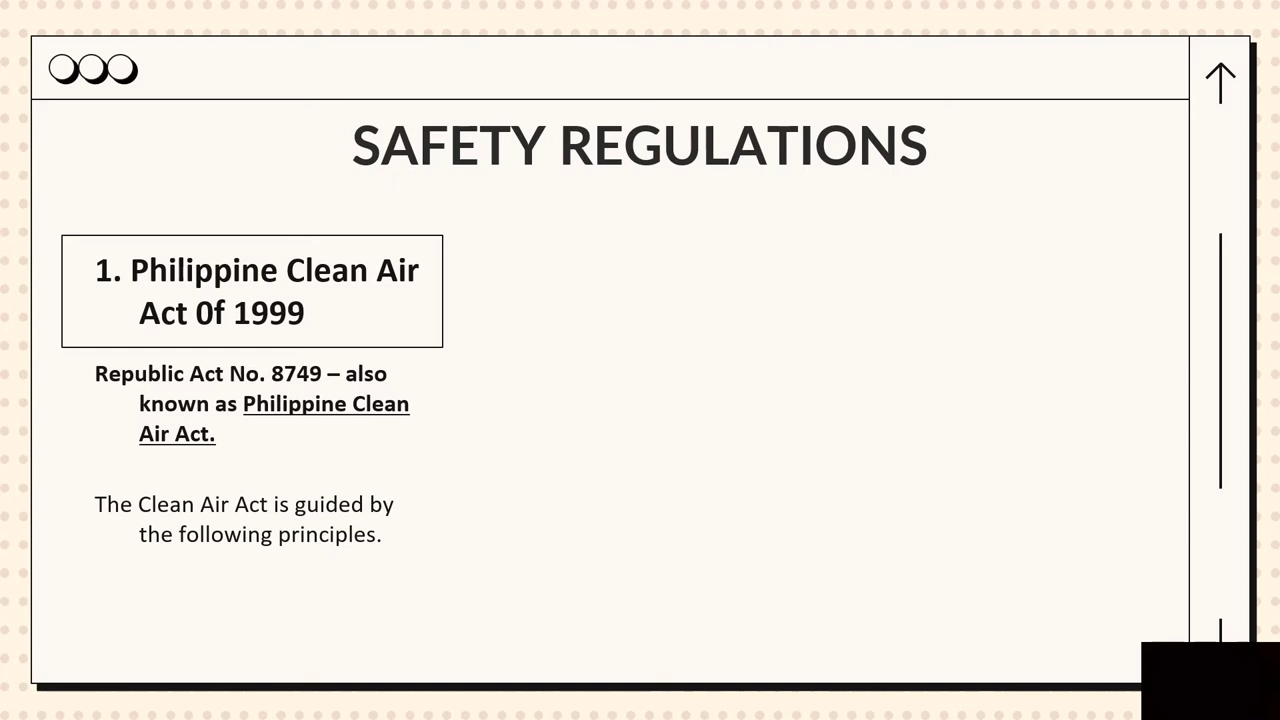 SAFETY REGULATIONS
1. Philippine Clean Air
Act 0f 1999
Republic Act No. 8749 – also
known as Philippine Clean
Air Act.
The Clean Air Act is guided by
the following principles.